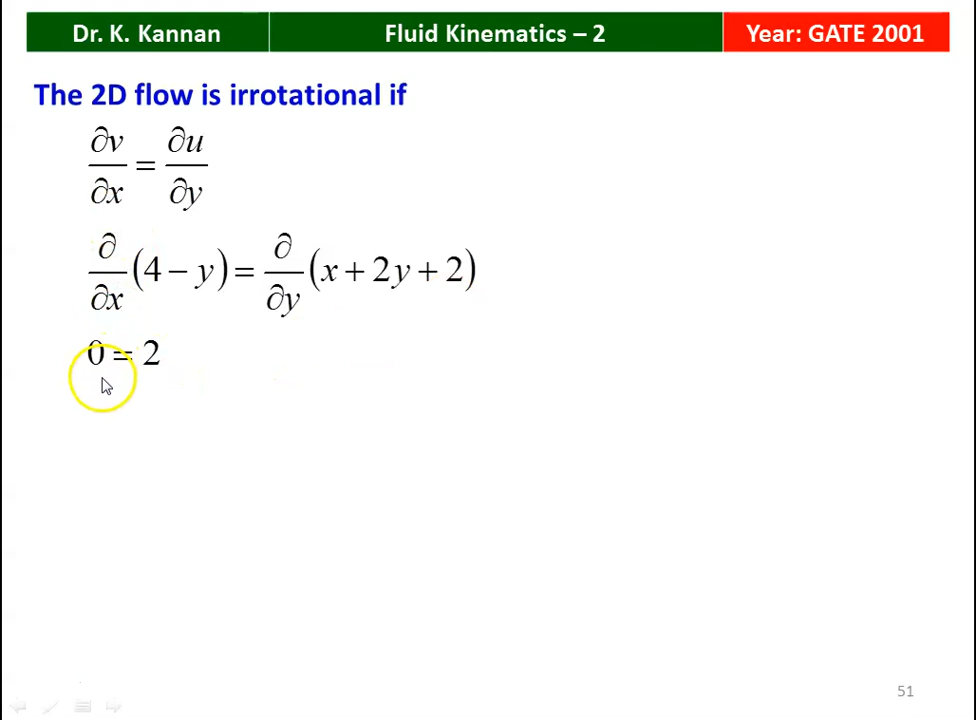 Dr. K. Kannan Fluid Kinematics – 2 Year: GATE 2001
The 2D flow is irrotational if
∂v/∂x = ∂u/∂y
∂/∂x (4 − y) = ∂/∂y (x + 2y + 2)
0 = 2
51